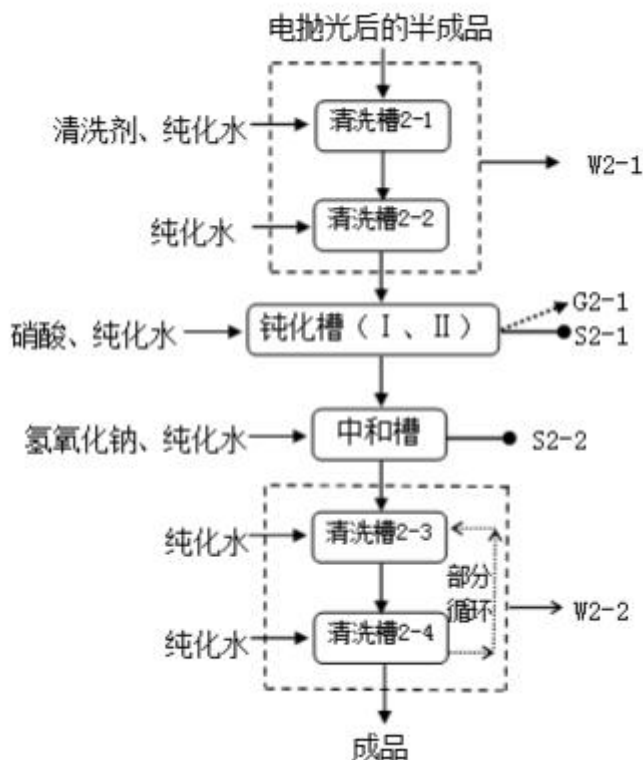 电抛光后的半成品
清洗剂、纯化水
清洗槽2-1
W2-1
纯化水
清洗槽2-2
硝酸、纯化水
钝化槽（Ⅰ、Ⅱ）
G2-1
S2-1
氢氧化钠、纯化水
中和槽
S2-2
纯化水
清洗槽2-3
部分
循环
W2-2
纯化水
清洗槽2-4
成品